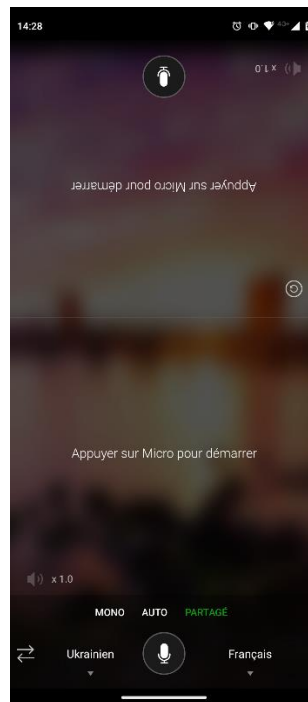 14:28
x 1.0
Appuyer sur Micro pour démarrer
Appuyer sur Micro pour démarrer
x 1.0
MONO AUTO PARTAGÉ
Ukrainien Français